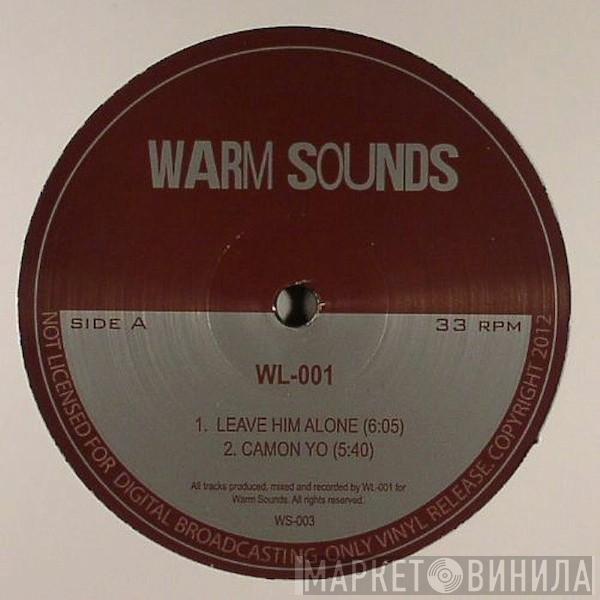 WARM SOUNDS
SIDE A
33 RPM
WL-001
1. LEAVE HIM ALONE (6:05)
2. CAMON YO (5:40)
All tracks produced, mixed and recorded by WL-001 for
Warm Sounds. All rights reserved.
WS-003
NOT LICENSED FOR DIGITAL BROADCASTING. ONLY VINYL RELEASE. COPYRIGHT 2012
МАРКЕТ ВИНИЛА